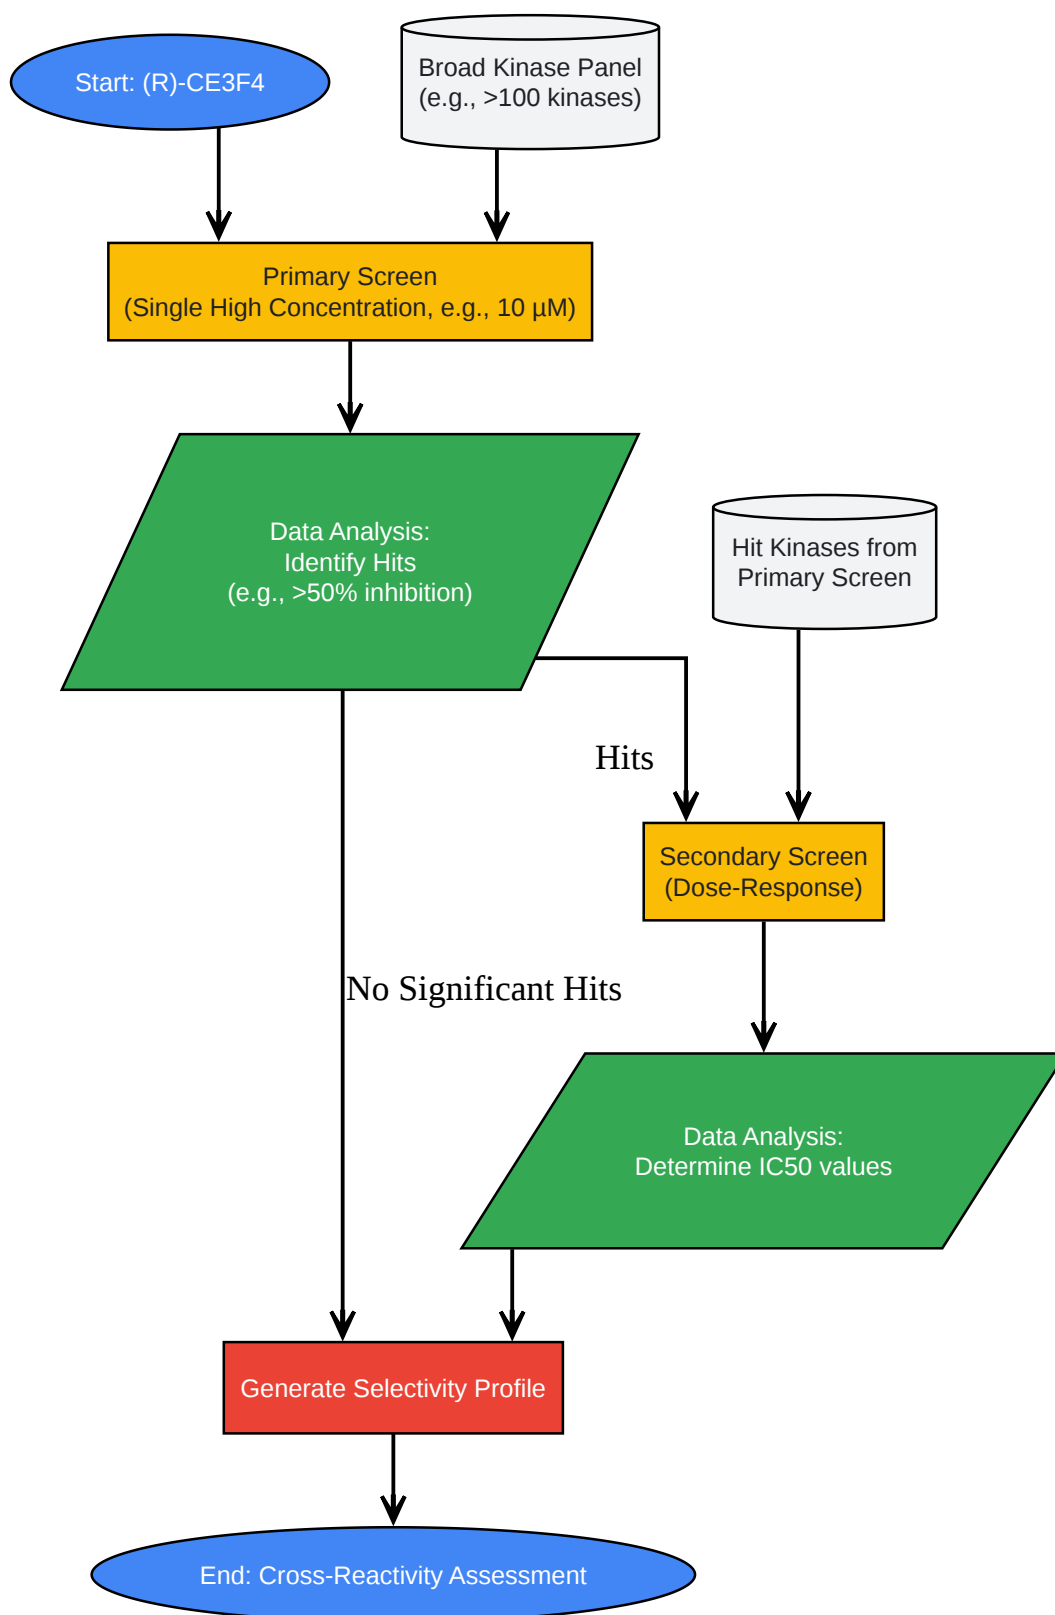 Start: (R)-CE3F4
Broad Kinase Panel
(e.g., >100 kinases)
Primary Screen
(Single High Concentration, e.g., 10 µM)
Data Analysis:
Identify Hits
(e.g., >50% inhibition)
Hit Kinases from
Primary Screen
Hits
Secondary Screen
(Dose-Response)
No Significant Hits
Data Analysis:
Determine IC50 values
Generate Selectivity Profile
End: Cross-Reactivity Assessment